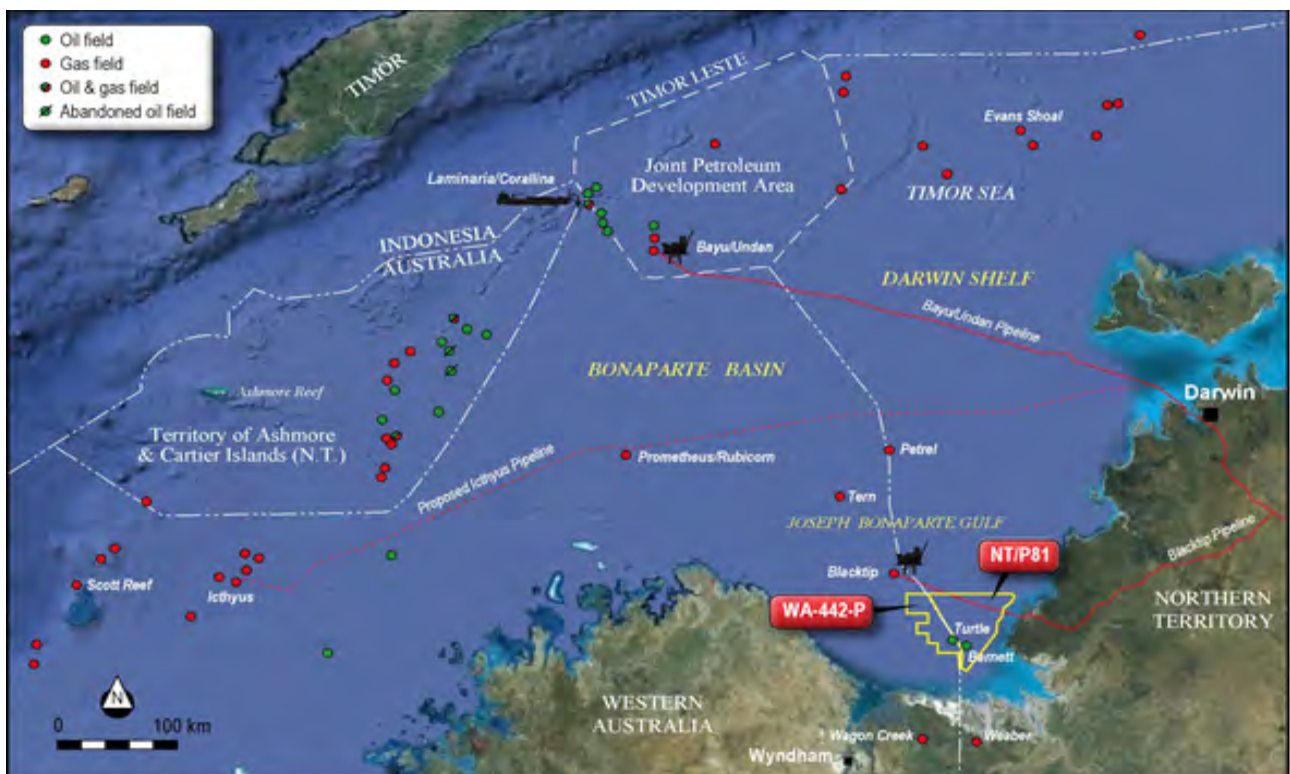 Oil field
Gas field
Oil & gas field
Abandoned oil field
TIMOR
TIMOR LESTE
Evans Shoal
Joint Petroleum
Development Area
Laminaria/Corallina
TIMOR SEA
INDONESIA
AUSTRALIA
Bayu/Undan
DARWIN SHELF
Bayu/Undan Pipeline
BONAPARTE BASIN
Ashmore Reef
Darwin
Territory of Ashmore
& Cartier Islands (N.T.)
Proposed Icthyus Pipeline
Prometheus/Rubicorn
Petrel
Tern
JOSEPH BONAPARTE GULF
Blacktip Pipeline
NT/P81
Scott Reef
Icthyus
Blacktip
WA-442-P
NORTHERN
TERRITORY
Turtle
Barnett
N
0 100 km
WESTERN
AUSTRALIA
Wagon Creek
Weaber
Wyndham